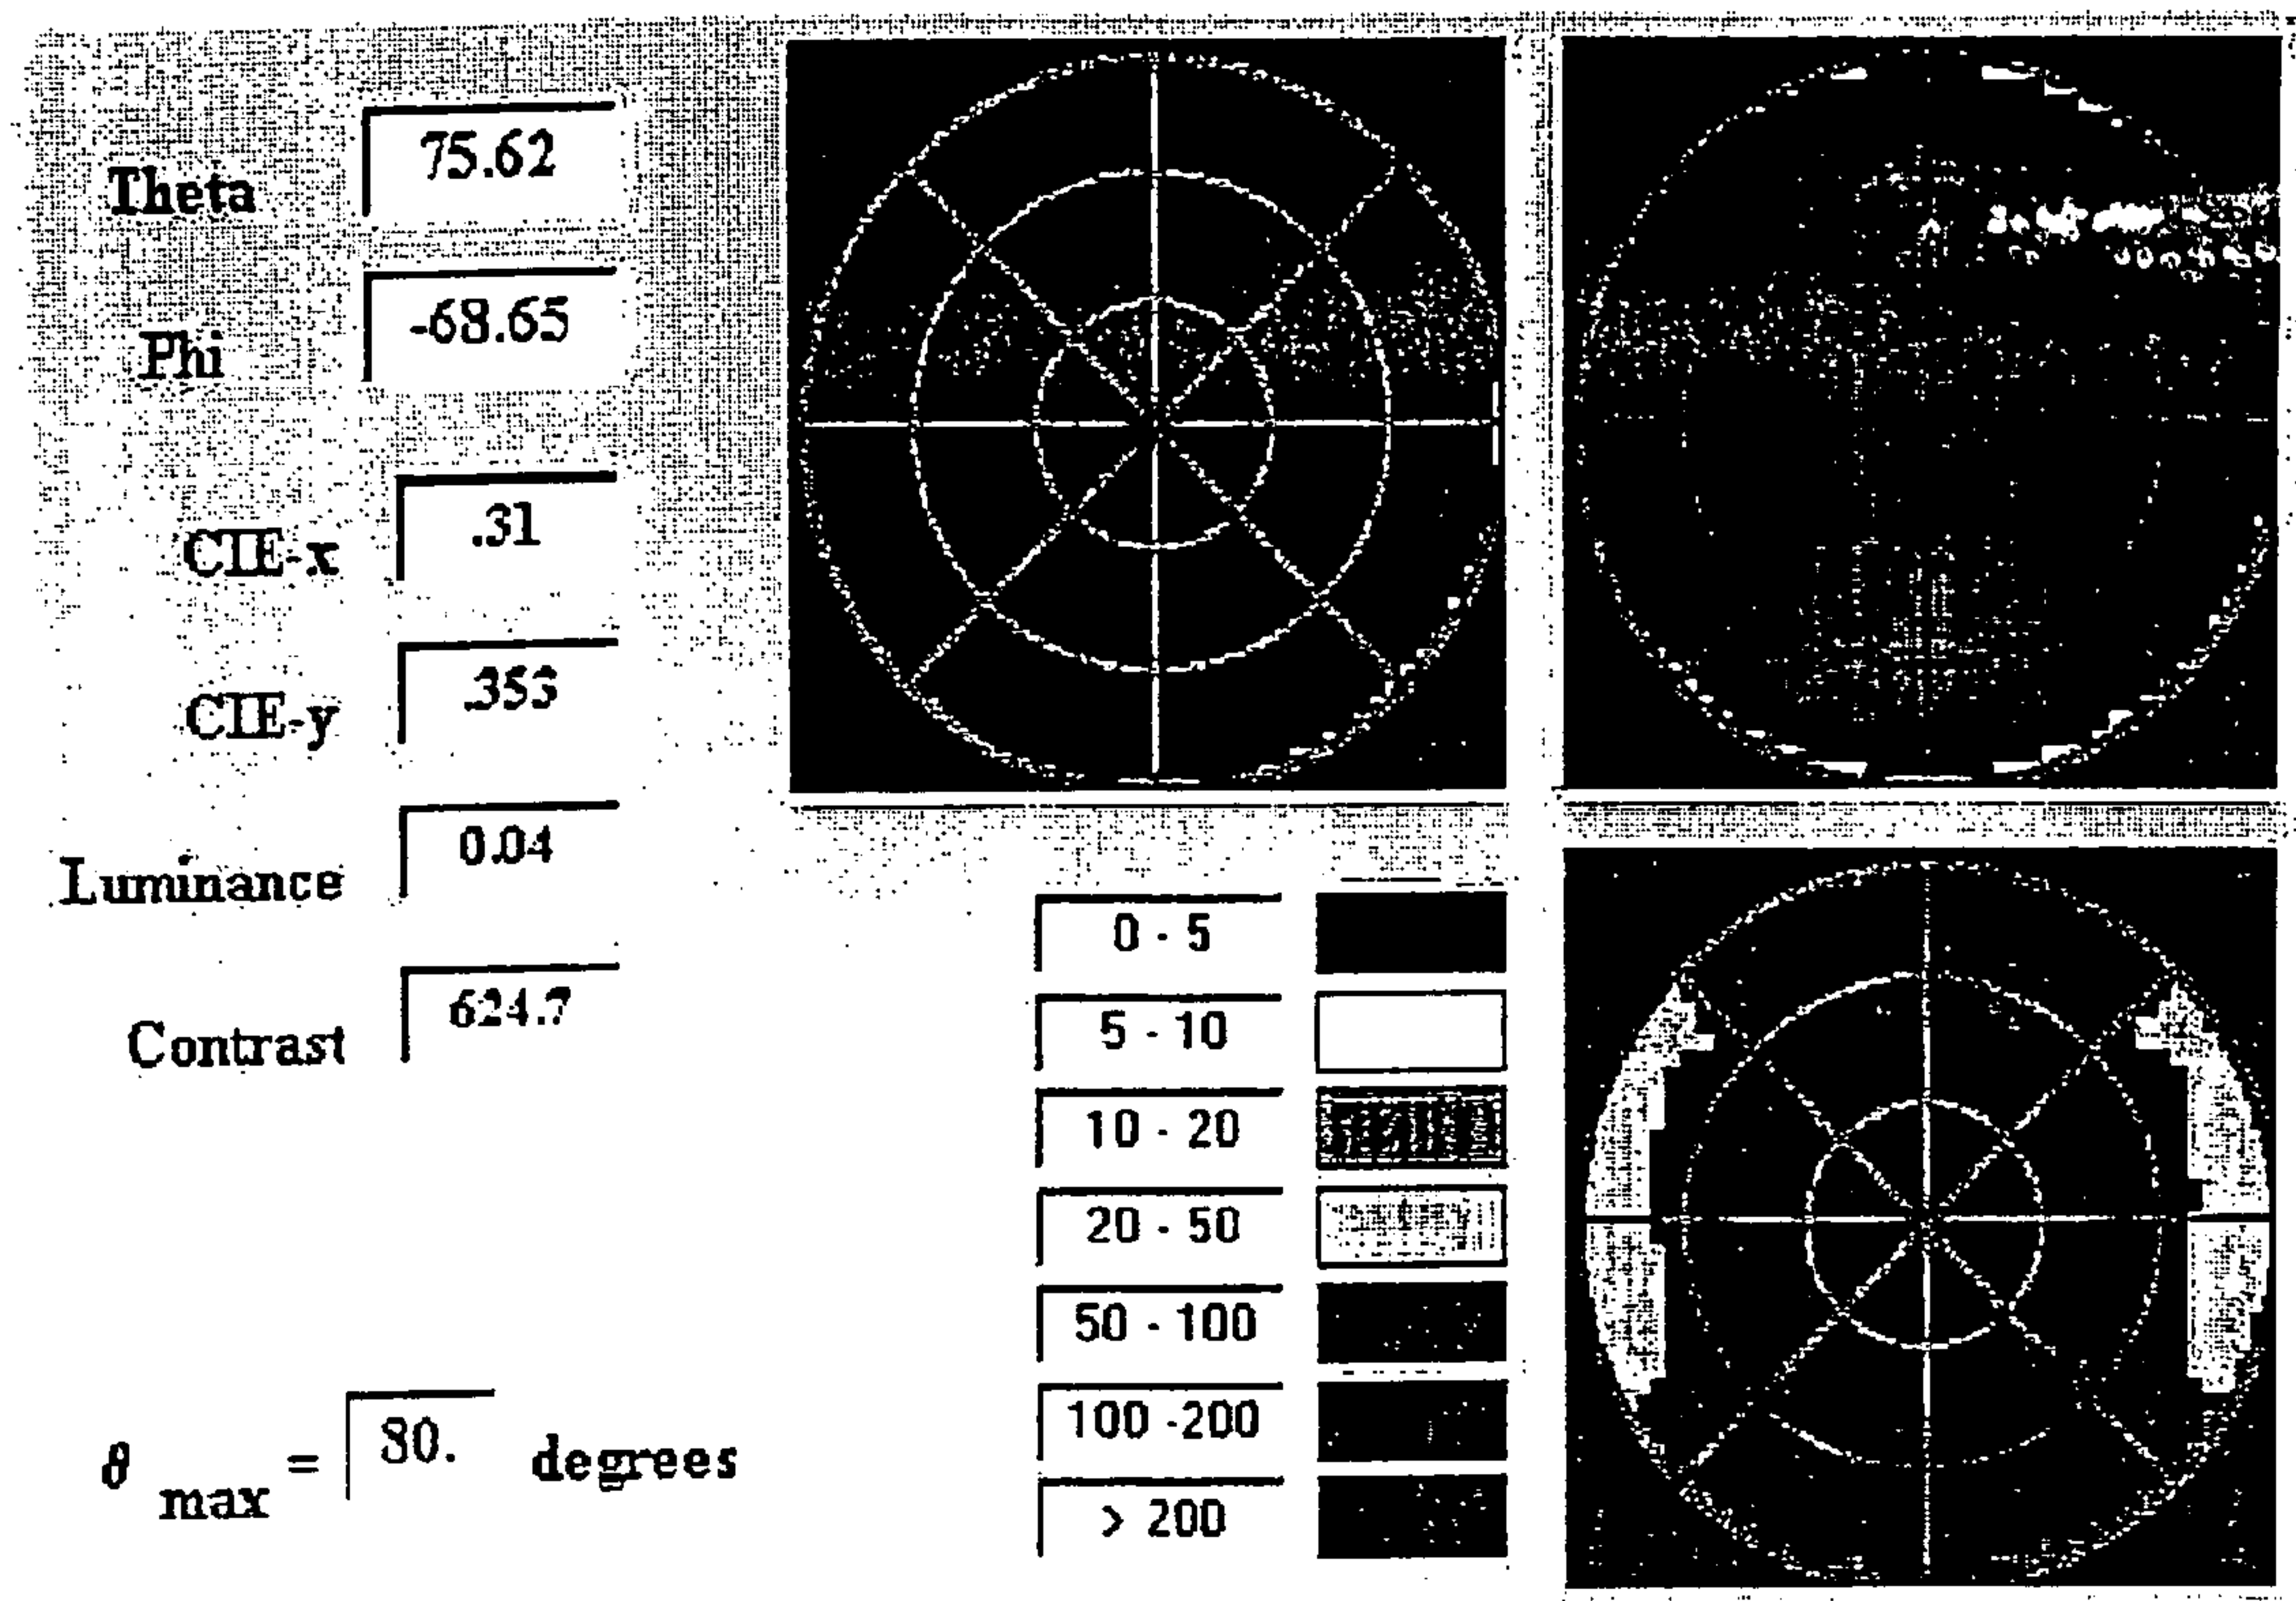 Theta 75.62
Phi -68.65
CIE-x .31
CIE-y .353
Luminance 0.04
Contrast 624.7
θ max = 80. degrees
0 - 5
5 - 10
10 - 20
20 - 50
50 - 100
100 -200
> 200